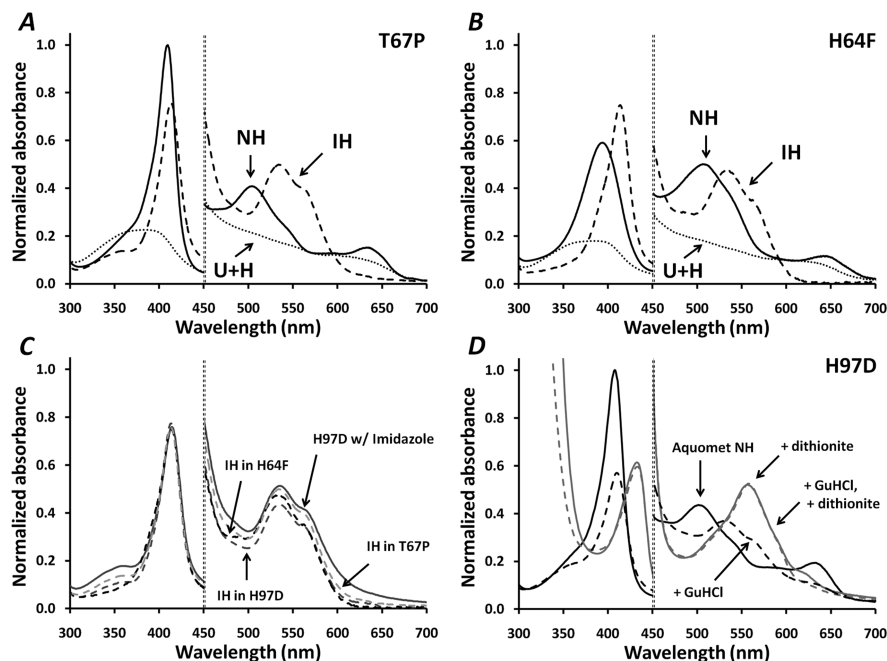 A
T67P
Normalized absorbance
1.0
0.8
0.6
0.4
0.2
0.0
NH
IH
U+H
300 350 400 450 500 550 600 650 700
Wavelength (nm)
B
H64F
Normalized absorbance
1.0
0.8
0.6
0.4
0.2
0.0
NH
IH
U+H
300 350 400 450 500 550 600 650 700
Wavelength (nm)
C
Normalized absorbance
1.0
0.8
0.6
0.4
0.2
0.0
H97D w/ Imidazole
IH in H64F
IH in T67P
IH in H97D
300 350 400 450 500 550 600 650 700
Wavelength (nm)
D
H97D
Normalized absorbance
1.0
0.8
0.6
0.4
0.2
0.0
Aquomet NH
+ dithionite
+ GuHCl,
+ dithionite
+ GuHCl
300 350 400 450 500 550 600 650 700
Wavelength (nm)